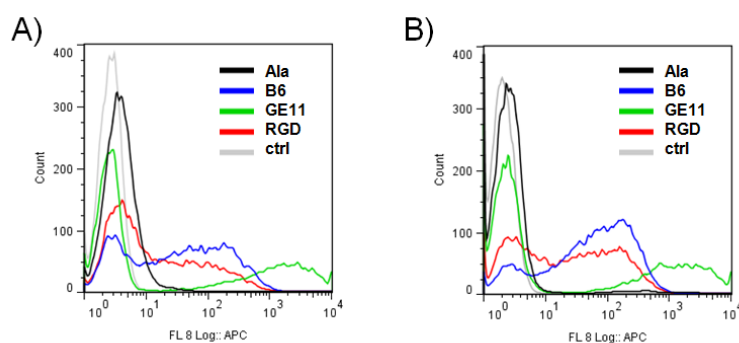 A)
400
300
200
100
0
Count
Ala
B6
GE11
RGD
ctrl
10^0 10^1 10^2 10^3 10^4
FL 8 Log:: APC
B)
400
300
200
100
0
Count
Ala
B6
GE11
RGD
ctrl
10^0 10^1 10^2 10^3 10^4
FL 8 Log:: APC